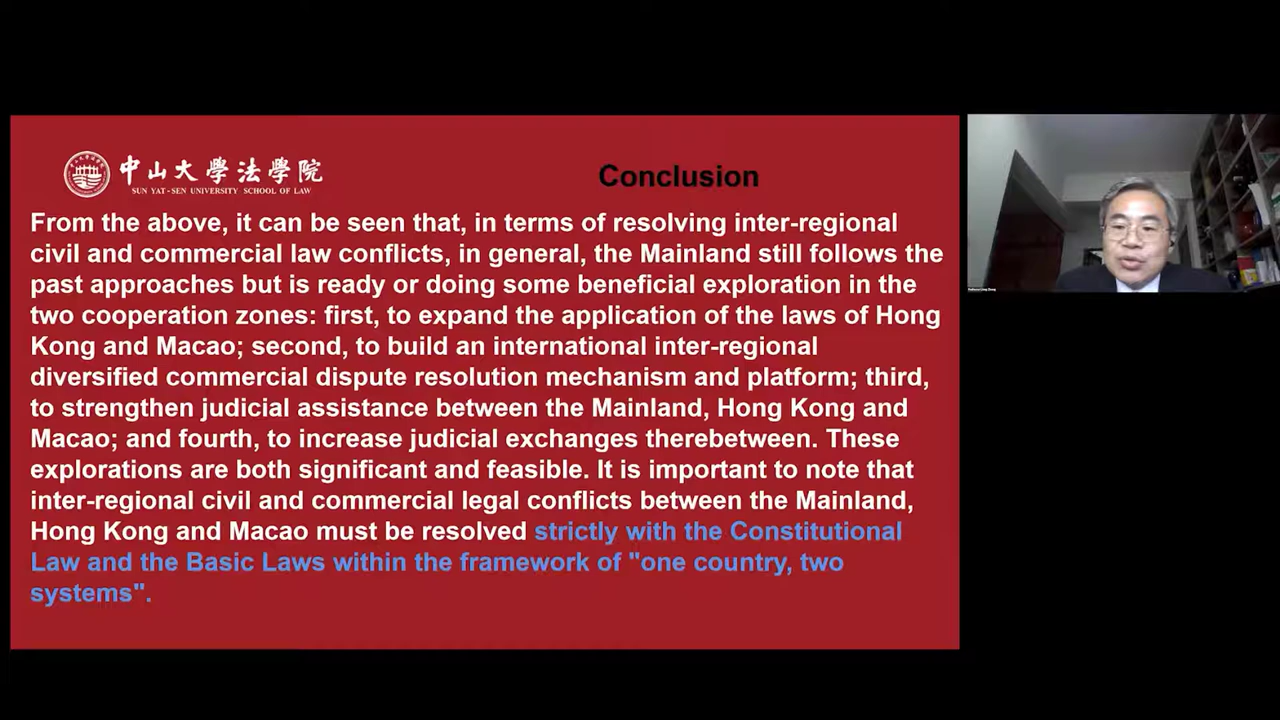 中山大學法學院
SUN YAT-SEN UNIVERSITY SCHOOL OF LAW
Conclusion
From the above, it can be seen that, in terms of resolving inter-regional
civil and commercial law conflicts, in general, the Mainland still follows the
past approaches but is ready or doing some beneficial exploration in the
two cooperation zones: first, to expand the application of the laws of Hong
Kong and Macao; second, to build an international inter-regional
diversified commercial dispute resolution mechanism and platform; third,
to strengthen judicial assistance between the Mainland, Hong Kong and
Macao; and fourth, to increase judicial exchanges therebetween. These
explorations are both significant and feasible. It is important to note that
inter-regional civil and commercial legal conflicts between the Mainland,
Hong Kong and Macao must be resolved strictly with the Constitutional
Law and the Basic Laws within the framework of "one country, two
systems".